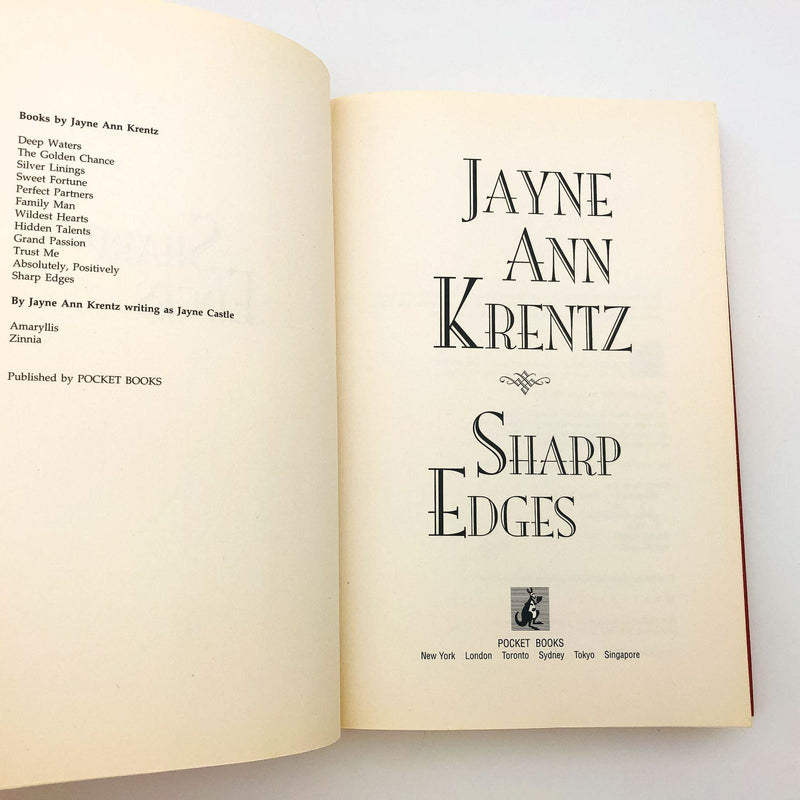 Books by Jayne Ann Krentz
Deep Waters
The Golden Chance
Silver Linings
Sweet Fortune
Perfect Partners
Family Man
Wildest Hearts
Hidden Talents
Grand Passion
Trust Me
Absolutely, Positively
Sharp Edges
By Jayne Ann Krentz writing as Jayne Castle
Amaryllis
Zinnia
Published by POCKET BOOKS
JAYNE
ANN
KRENTZ
SHARP
EDGES
POCKET BOOKS
New York London Toronto Sydney Tokyo Singapore